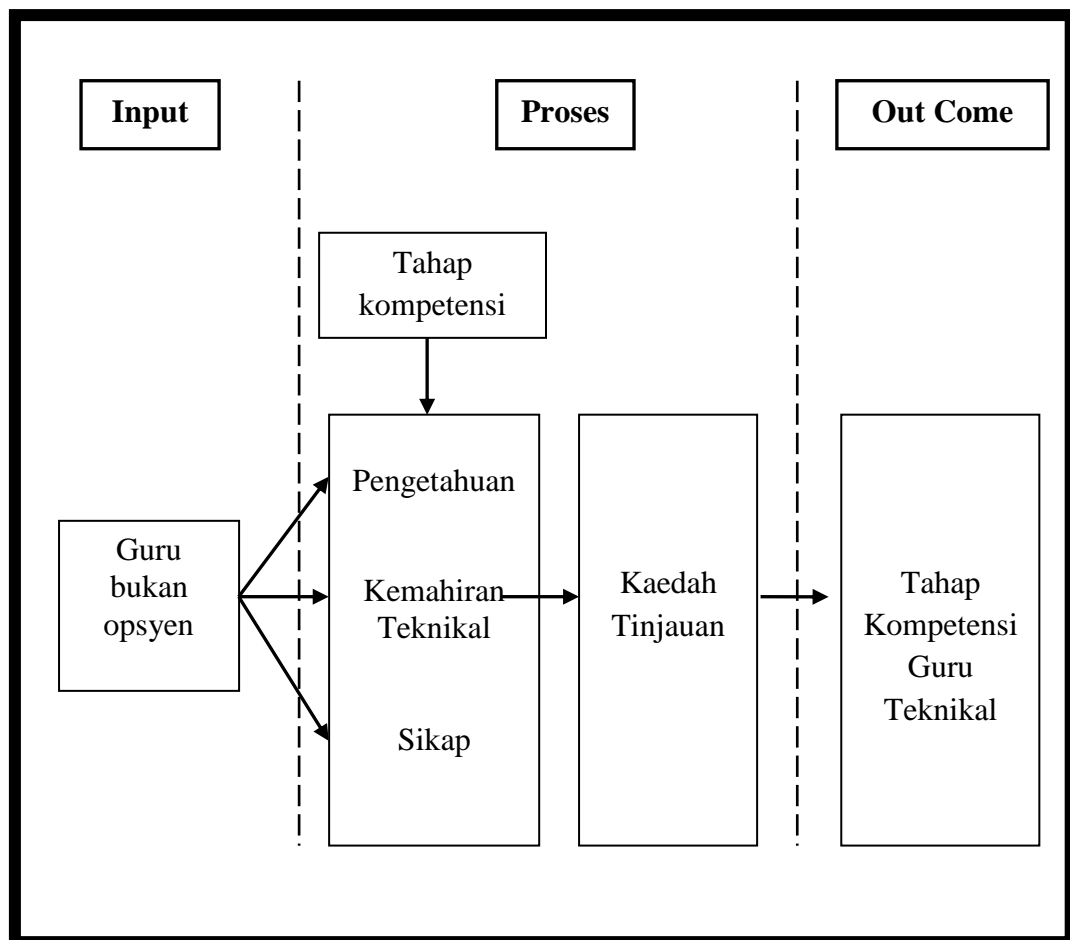 Input
Proses
Out Come
Tahap
kompetensi
Guru
bukan
opsyen
Pengetahuan
Kemahiran
Teknikal
Sikap
Kaedah
Tinjauan
Tahap
Kompetensi
Guru
Teknikal